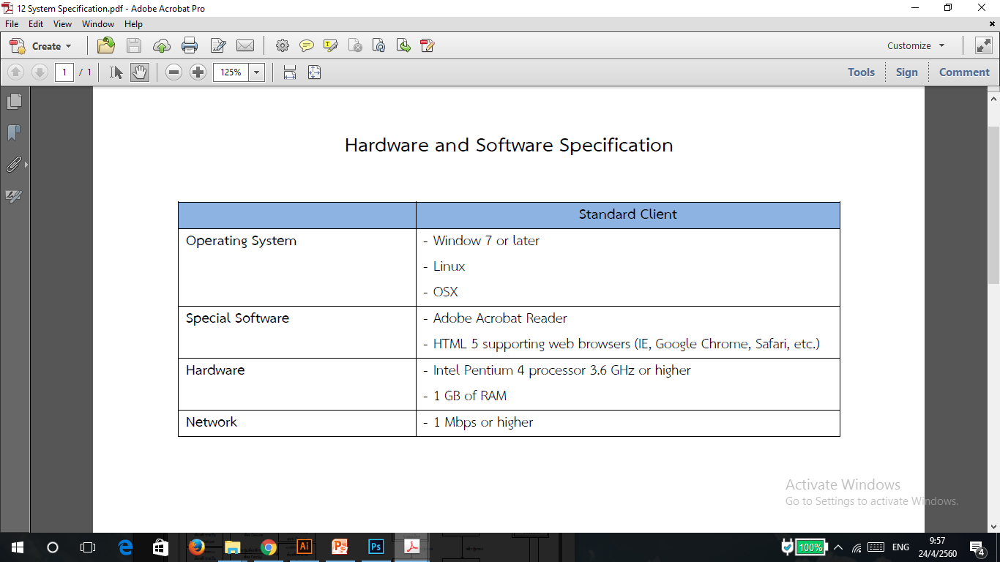 12 System Specification.pdf - Adobe Acrobat Pro
File Edit View Window Help
Create
Customize
1 / 1
125%
Tools Sign Comment
Hardware and Software Specification
Standard Client
Operating System
- Window 7 or later
- Linux
- OSX
Special Software
- Adobe Acrobat Reader
- HTML 5 supporting web browsers (IE, Google Chrome, Safari, etc.)
Hardware
- Intel Pentium 4 processor 3.6 GHz or higher
- 1 GB of RAM
Network
- 1 Mbps or higher
Activate Windows
Go to Settings to activate Windows.
Ai
Ps
100%
ENG
9:57
24/4/2560
4